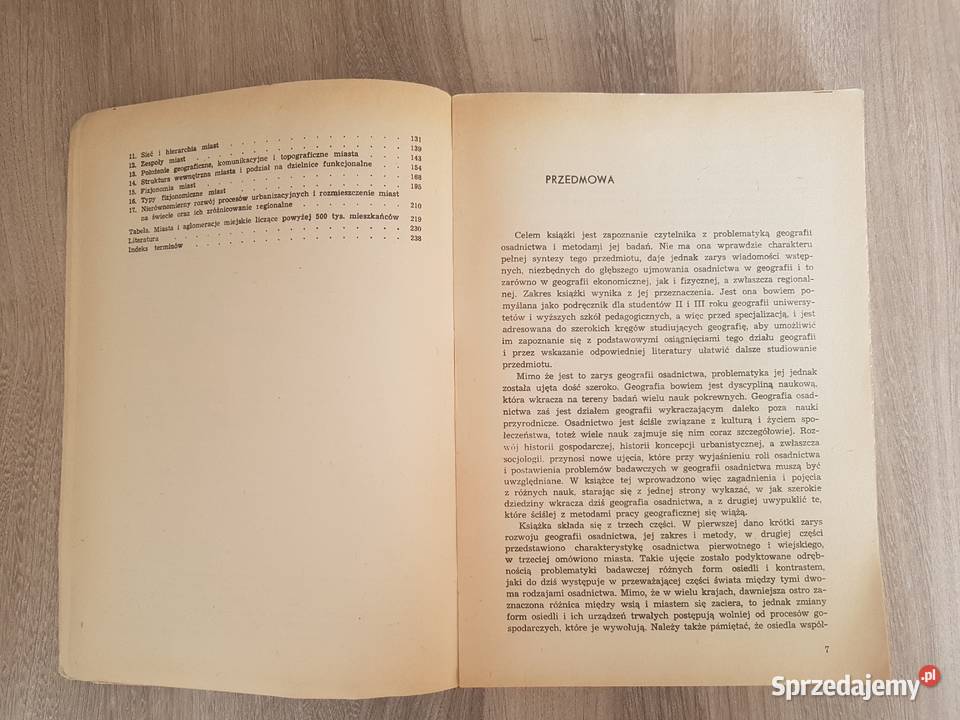 11. Sieć i hierarchia miast . . . . . . . . . . . 131
12. Zespoły miast . . . . . . . . . . . 139
13. Położenie geograficzne, komunikacyjne i topograficzne miasta . . . 143
14. Struktura wewnętrzna miasta i podział na dzielnice funkcjonalne . . . 154
15. Fizjonomia miast . . . . . . . . . . . 168
16. Typy fizjonomiczne miast . . . . . . . . . . . 195
17. Nierównomierny rozwój procesów urbanizacyjnych i rozmieszczenie miast
na świecie oraz ich zróżnicowanie regionalne . . . . . . . 210
Tabela. Miasta i aglomeracje miejskie liczące powyżej 500 tys. mieszkańców 219
Literatura . . . . . . . . . . . 230
Indeks terminów . . . . . . . . . . . 238
PRZEDMOWA
Celem książki jest zapoznanie czytelnika z problematyką geografii
osadnictwa i metodami jej badań. Nie ma ona wprawdzie charakteru
pełnej syntezy tego przedmiotu, daje jednak zarys wiadomości wstęp-
nych, niezbędnych do głębszego ujmowania osadnictwa w geografii i to
zarówno w geografii ekonomicznej, jak i fizycznej, a zwłaszcza regional-
nej. Zakres książki wynika z jej przeznaczenia. Jest ona bowiem po-
myślana jako podręcznik dla studentów II i III roku geografii uniwersy-
tetów i wyższych szkół pedagogicznych, a więc przed specjalizacją, i jest
adresowana do szerokich kręgów studiujących geografię, aby umożliwić
im zapoznanie się z podstawowymi osiągnięciami tego działu geografii
i przez wskazanie odpowiedniej literatury ułatwić dalsze studiowanie
przedmiotu.
Mimo że jest to zarys geografii osadnictwa, problematyka jej jednak
została ujęta dość szeroko. Geografia bowiem jest dyscypliną naukową,
która wkracza na tereny badań wielu nauk pokrewnych. Geografia osad-
nictwa zaś jest działem geografii wykraczającym daleko poza nauki
przyrodnicze. Osadnictwo jest ściśle związane z kulturą i życiem spo-
łeczeństwa, toteż wiele nauk zajmuje się nim coraz szczegółowiej. Roz-
wój historii gospodarczej, historii koncepcji urbanistycznej, a zwłaszcza
socjologii, przynosi nowe ujęcia, które przy wyjaśnieniu roli osadnictwa
i postawienia problemów badawczych w geografii osadnictwa muszą być
uwzględniane. W książce tej wprowadzono więc zagadnienia i pojęcia
z różnych nauk, starając się z jednej strony wykazać, w jak szerokie
dziedziny wkracza dziś geografia osadnictwa, a z drugiej uwypuklić te,
które ściślej z metodami pracy geograficznej się wiążą.
Książka składa się z trzech części. W pierwszej dano krótki zarys
rozwoju geografii osadnictwa, jej zakres i metody, w drugiej części
przedstawiono charakterystykę osadnictwa pierwotnego i wiejskiego,
w trzeciej omówiono miasta. Takie ujęcie zostało podyktowane odręb-
nością problematyki badawczej różnych form osiedli i kontrastem,
jaki do dziś występuje w przeważającej części świata między tymi dwo-
ma rodzajami osadnictwa. Mimo, że w wielu krajach, dawniejsza ostro za-
znaczona różnica między wsią i miastem się zaciera, to jednak zmiany
form osiedli i ich urządzeń trwałych postępują wolniej od procesów go-
spodarczych, które je wywołują. Należy także pamiętać, że osiedla współ-
7
Sprzedajemy.pl